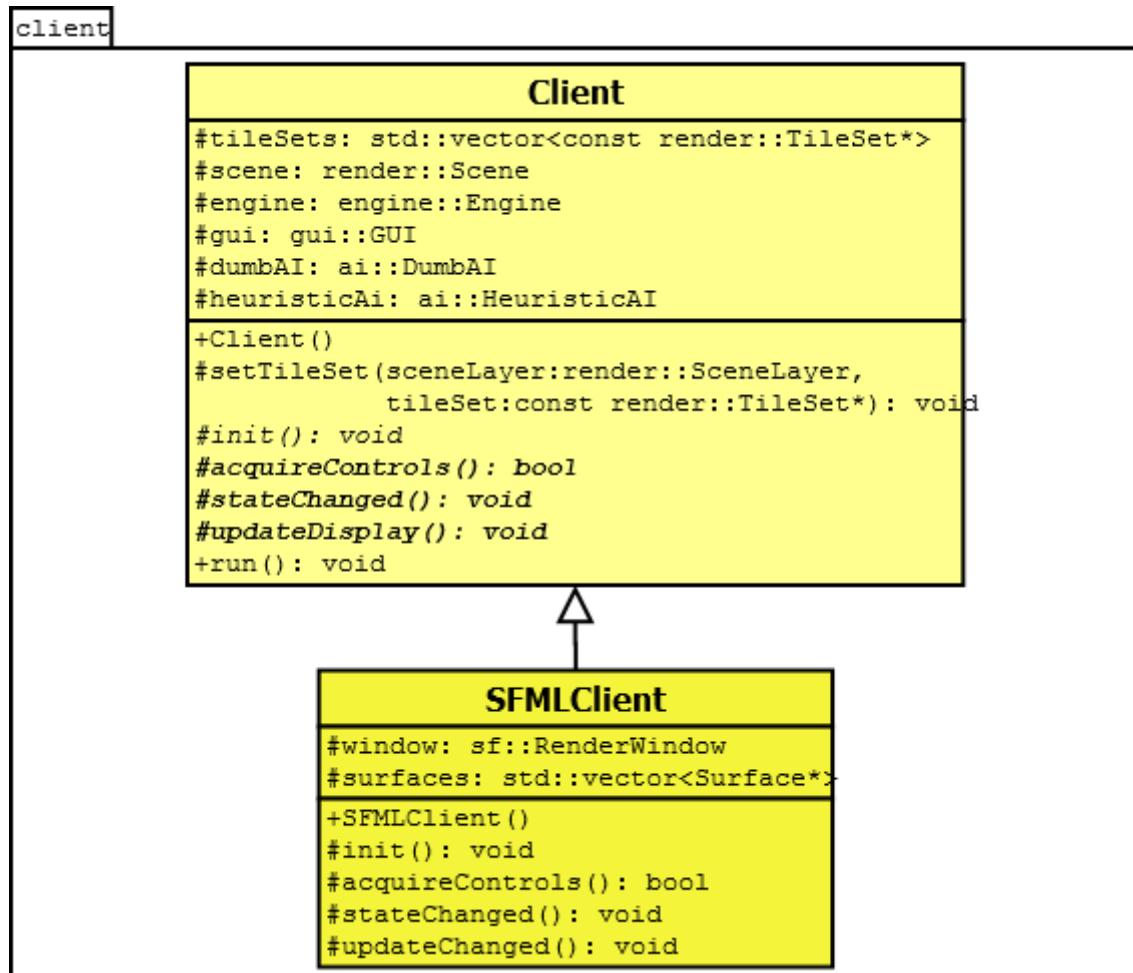 client
Client
#tileSets: std::vector<const render::TileSet*>
#scene: render::Scene
#engine: engine::Engine
#gui: gui::GUI
#dumbAI: ai::DumbAI
#heuristicAi: ai::HeuristicAI
+Client()
#setTileSet(sceneLayer:render::SceneLayer,
tileSet:const render::TileSet*): void
#init(): void
#acquireControls(): bool
#stateChanged(): void
#updateDisplay(): void
+run(): void
SFMLClient
#window: sf::RenderWindow
#surfaces: std::vector<Surface*>
+SFMLClient()
#init(): void
#acquireControls(): bool
#stateChanged(): void
#updateChanged(): void